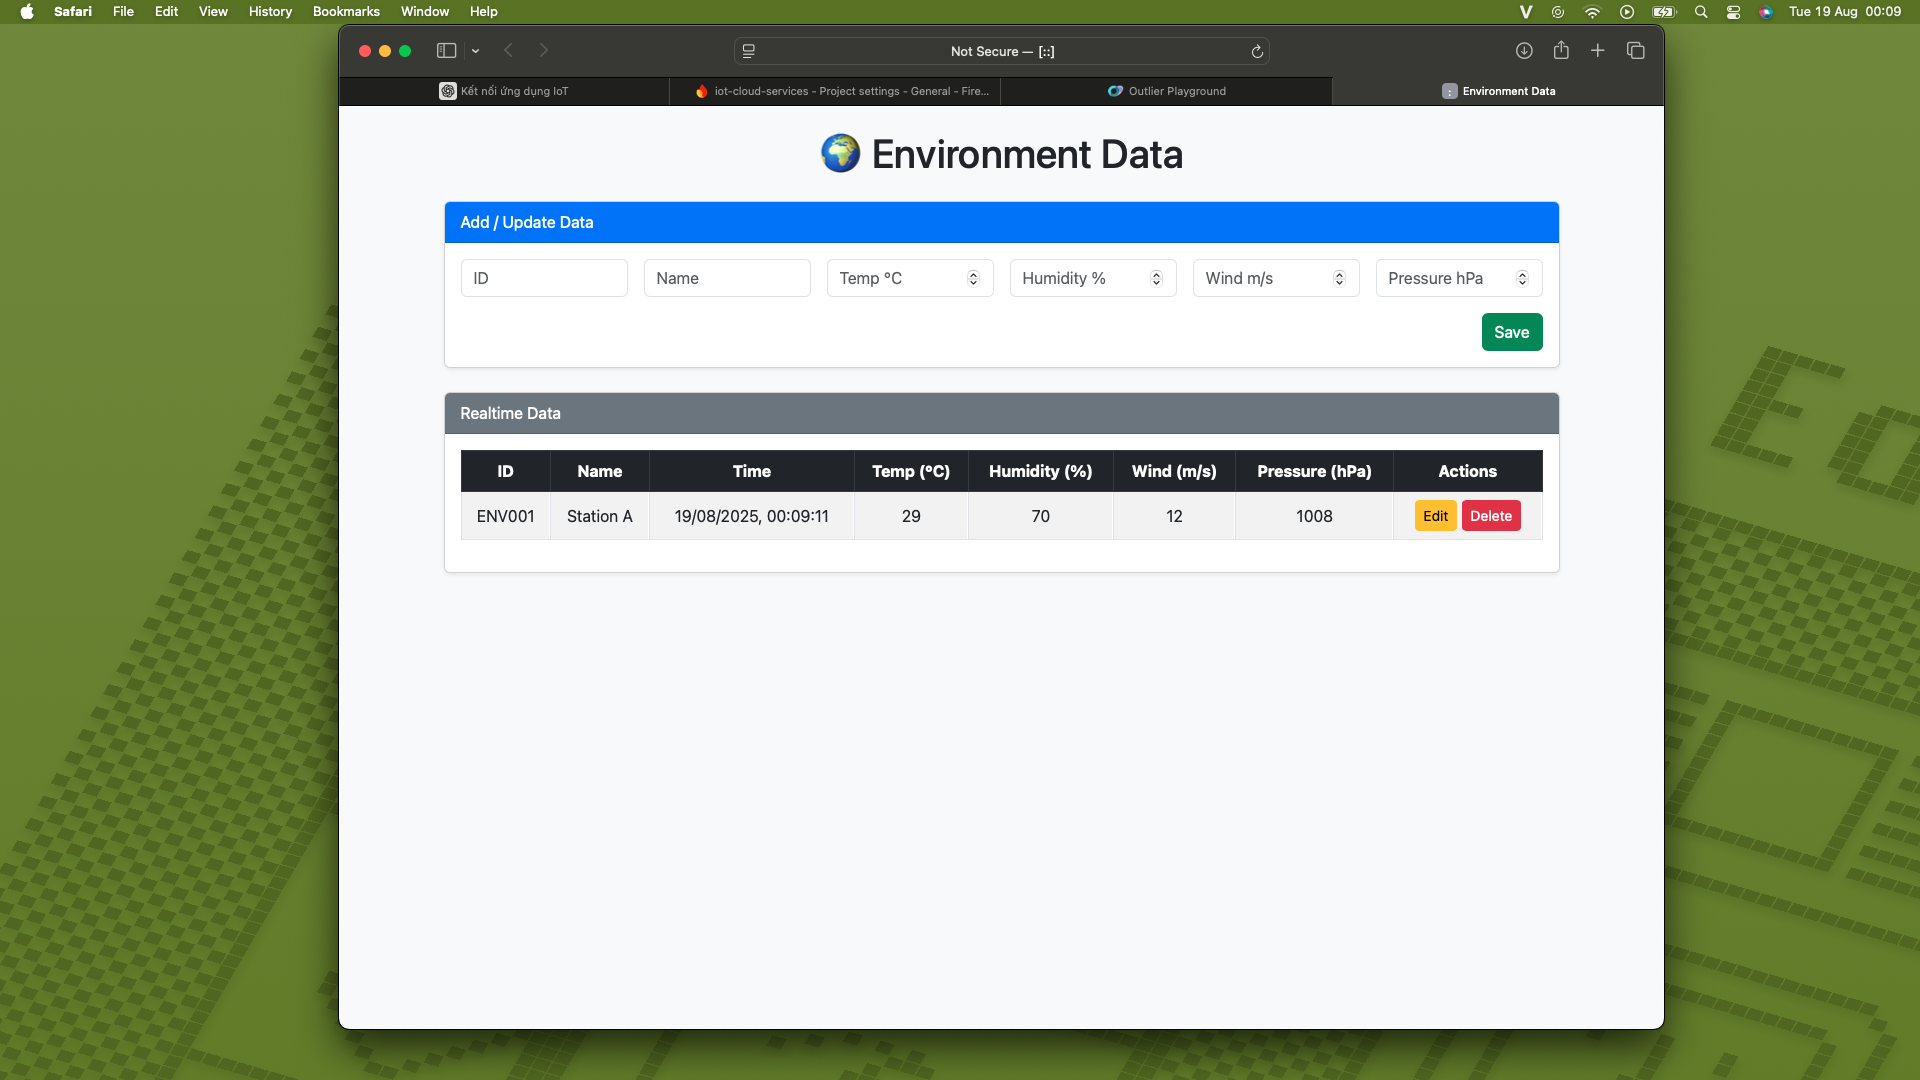 Safari File Edit View History Bookmarks Window Help Tue 19 Aug 00:09
Not Secure — [::]
Kết nối ứng dụng IoT
iot-cloud-services - Project settings - General - Fire...
Outlier Playground
: Environment Data
Environment Data
Add / Update Data
ID Name Temp °C Humidity % Wind m/s Pressure hPa
Save
Realtime Data
ID Name Time Temp (°C) Humidity (%) Wind (m/s) Pressure (hPa) Actions
ENV001 Station A 19/08/2025, 00:09:11 29 70 12 1008 Edit Delete